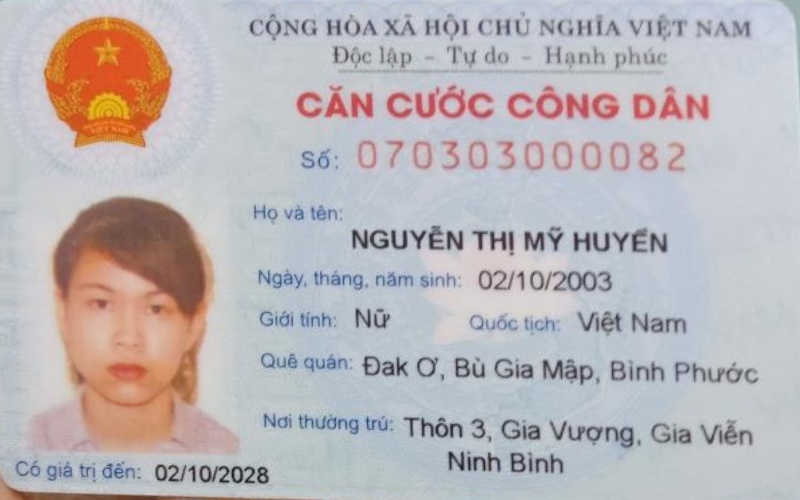 CỘNG HÒA XÃ HỘI CHỦ NGHĨA VIỆT NAM
Độc lập - Tự do - Hạnh phúc
CĂN CƯỚC CÔNG DÂN
Số: 070303000082
Họ và tên:
NGUYỄN THỊ MỸ HUYỀN
Ngày, tháng, năm sinh: 02/10/2003
Giới tính: Nữ Quốc tịch: Việt Nam
Quê quán: Đak Ơ, Bù Gia Mập, Bình Phước
Nơi thường trú: Thôn 3, Gia Vượng, Gia Viễn
Ninh Bình
Có giá trị đến: 02/10/2028
VIỆT NAM